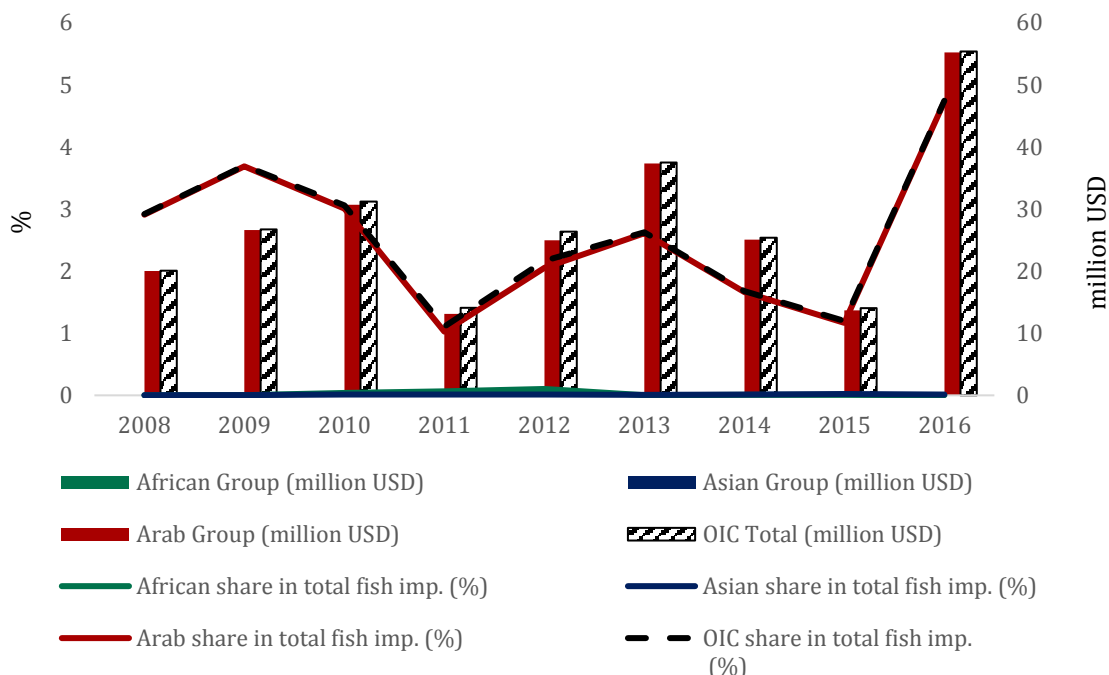 6
5
4
3
2
1
0
%
60
50
40
30
20
10
0
million USD
2008 2009 2010 2011 2012 2013 2014 2015 2016
African Group (million USD)
Asian Group (million USD)
Arab Group (million USD)
OIC Total (million USD)
African share in total fish imp. (%)
Asian share in total fish imp. (%)
Arab share in total fish imp. (%)
OIC share in total fish imp.
(%)